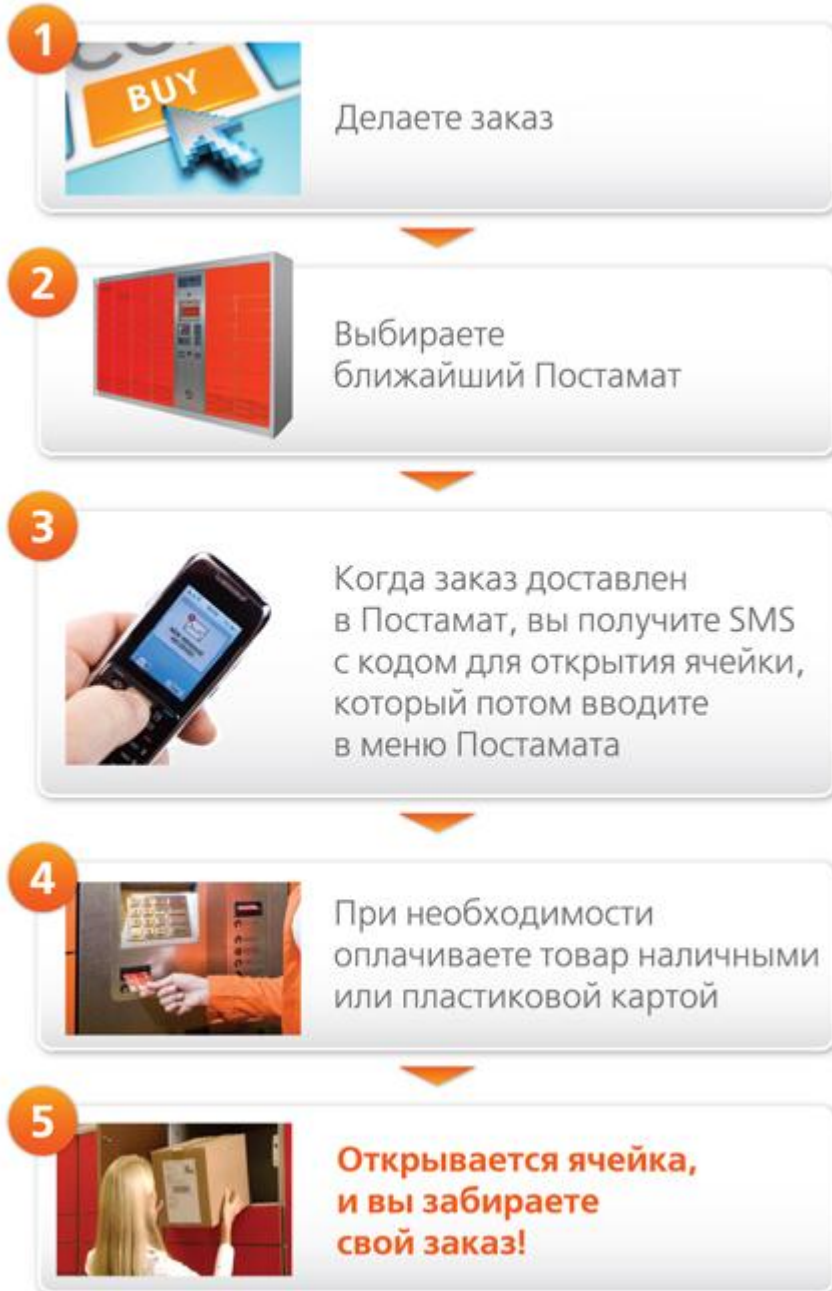 1
BUY
Делаете заказ
2
Выбираете
ближайший Постамат
3
Когда заказ доставлен
в Постамат, вы получите SMS
с кодом для открытия ячейки,
который потом вводите
в меню Постамата
4
При необходимости
оплачиваете товар наличными
или пластиковой картой
5
Открывается ячейка,
и вы забираете
свой заказ!